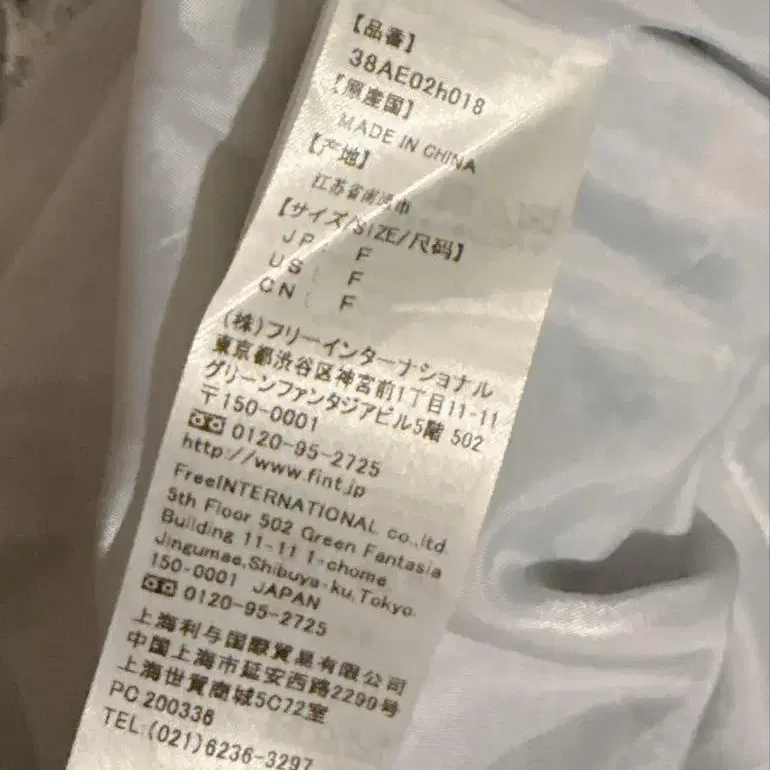 【品番】
38AE02h018
【原産国】
MADE IN CHINA
【产地】
江苏省南通市
【サイズ/SIZE/尺码】
JP: F
US: F
CN: F
(株)フリーインターナショナル
東京都渋谷区神宮前1丁目11-11
グリーンファンタジアビル5階 502
〒150-0001
0120-95-2725
http://www.fint.jp
FreeINTERNATIONAL co.,ltd.
5th Floor 502 Green Fantasia
Building 11-11 1-chome
Jingumae,Shibuya-ku,Tokyo.
150-0001 JAPAN
0120-95-2725
上海利与国際貿易有限公司
中国上海市延安西路2299号
上海世貿商城5C72室
PC 200336
TEL:(021)6236-3297